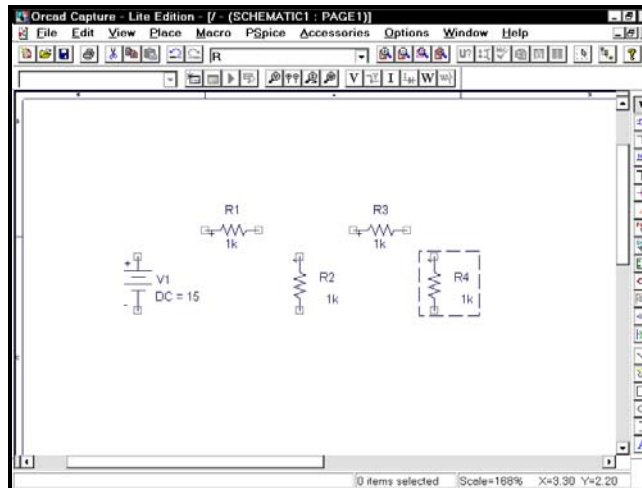 Orcad Capture - Lite Edition - [/ - (SCHEMATIC1 : PAGE1)]
File Edit View Place Macro PSpice Accessories Options Window Help
R
U?
V I W
R1
1k
R3
1k
+
V1
DC = 15
-
R2
1k
R4
1k
0 items selected Scale=168% X=3.30 Y=2.20